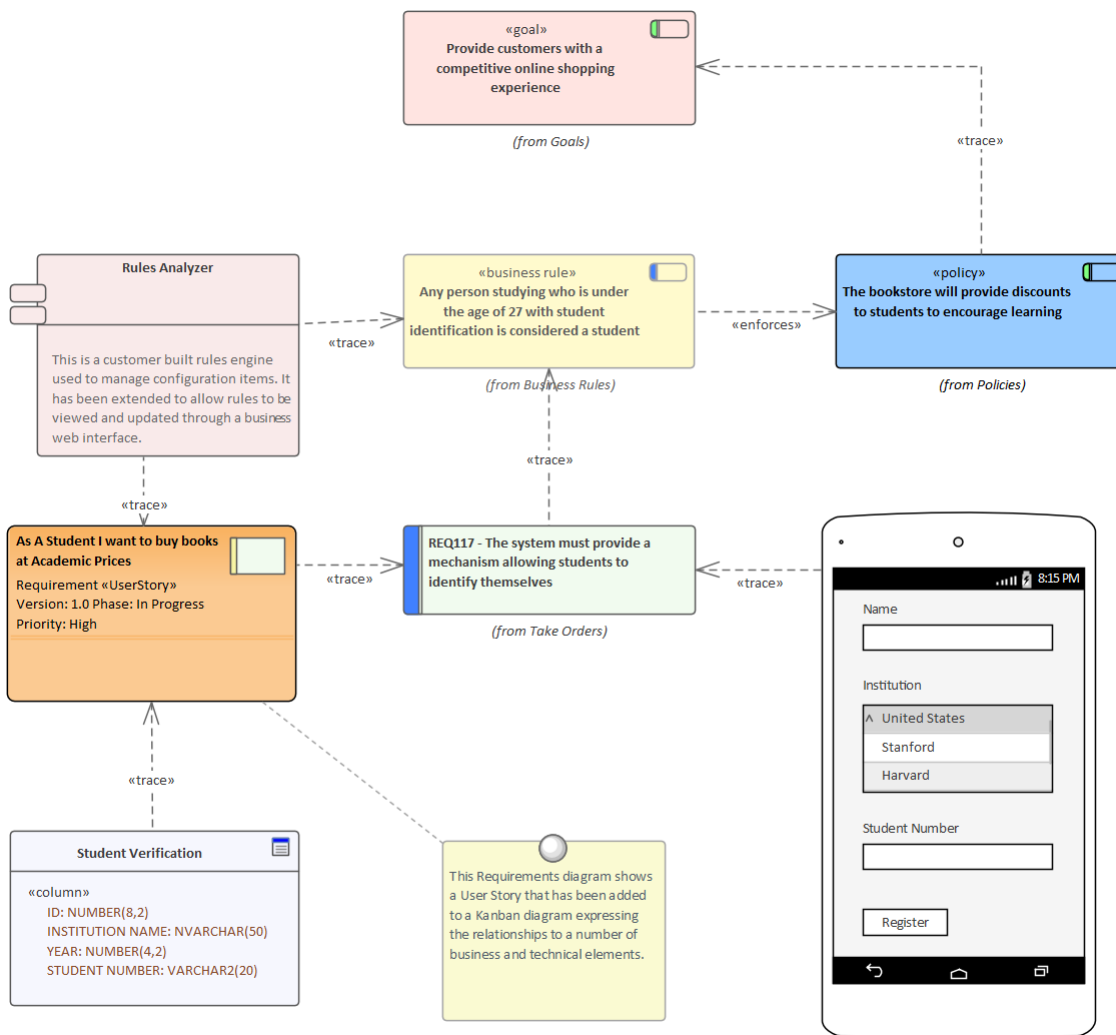 «goal»
Provide customers with a
competitive online shopping
experience
(from Goals)
«trace»
Rules Analyzer
This is a customer built rules engine
used to manage configuration items. It
has been extended to allow rules to be
viewed and updated through a business
web interface.
«trace»
«business rule»
Any person studying who is under
the age of 27 with student
identification is considered a student
(from Business Rules)
«enforces»
«policy»
The bookstore will provide discounts
to students to encourage learning
(from Policies)
«trace»
«trace»
As A Student I want to buy books
at Academic Prices
Requirement «UserStory»
Version: 1.0 Phase: In Progress
Priority: High
«trace»
REQ117 - The system must provide a
mechanism allowing students to
identify themselves
(from Take Orders)
«trace»
8:15 PM
Name
Institution
^ United States
Stanford
Harvard
Student Number
Register
«trace»
Student Verification
«column»
ID: NUMBER(8,2)
INSTITUTION NAME: NVARCHAR(50)
YEAR: NUMBER(4,2)
STUDENT NUMBER: VARCHAR2(20)
This Requirements diagram shows
a User Story that has been added
to a Kanban diagram expressing
the relationships to a number of
business and technical elements.